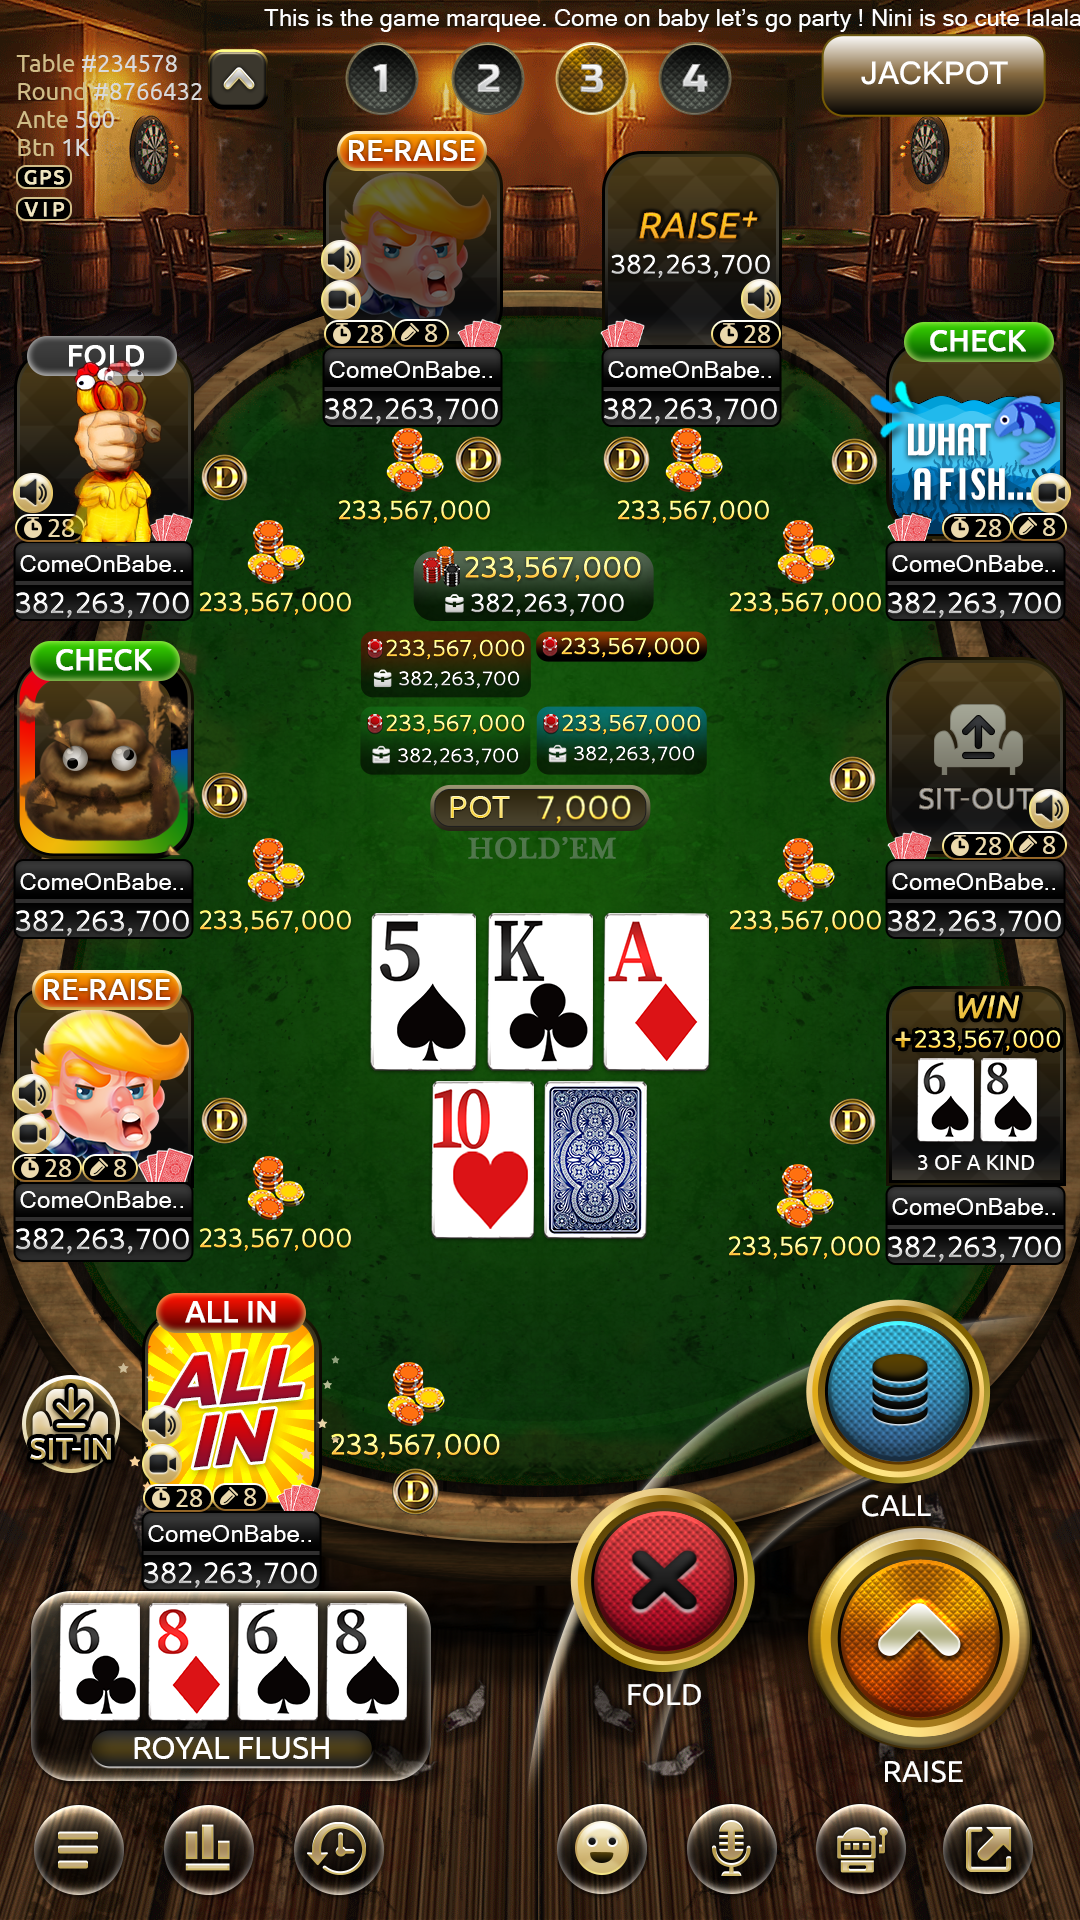 This is the game marquee. Come on baby let's go party ! Nini is so cute lalala
Table #234578
Round #8766432
Ante 500
Btn 1K
GPS
VIP
1
2
3
4
JACKPOT
RE-RAISE
28
8
ComeOnBabe..
382,263,700
RAISE+
382,263,700
28
ComeOnBabe..
382,263,700
FOLD
28
ComeOnBabe..
382,263,700
CHECK
WHAT
A FISH...
28
8
ComeOnBabe..
382,263,700
D
D
D
D
233,567,000
233,567,000
233,567,000
233,567,000
233,567,000
382,263,700
233,567,000
382,263,700
233,567,000
233,567,000
382,263,700
233,567,000
382,263,700
POT 7,000
HOLD'EM
CHECK
ComeOnBabe..
382,263,700
D
233,567,000
SIT-OUT
28
8
ComeOnBabe..
382,263,700
D
233,567,000
5
K
A
10
RE-RAISE
28
8
ComeOnBabe..
382,263,700
D
233,567,000
WIN
+233,567,000
6
8
3 OF A KIND
ComeOnBabe..
382,263,700
D
233,567,000
ALL IN
ALL
IN
28
8
ComeOnBabe..
382,263,700
SIT-IN
233,567,000
D
CALL
FOLD
RAISE
6
8
6
8
ROYAL FLUSH